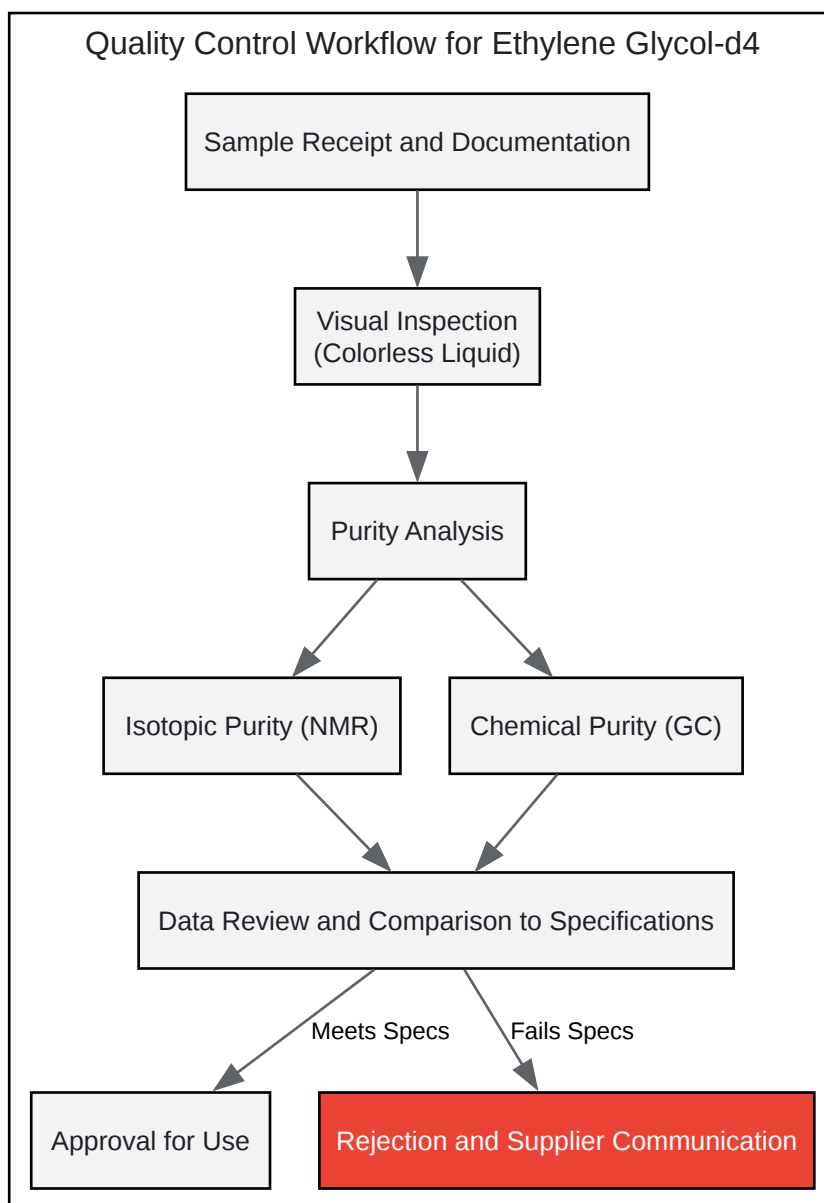 Quality Control Workflow for Ethylene Glycol-d4
Sample Receipt and Documentation
Visual Inspection
(Colorless Liquid)
Purity Analysis
Isotopic Purity (NMR)
Chemical Purity (GC)
Data Review and Comparison to Specifications
Meets Specs
Fails Specs
Approval for Use
Rejection and Supplier Communication